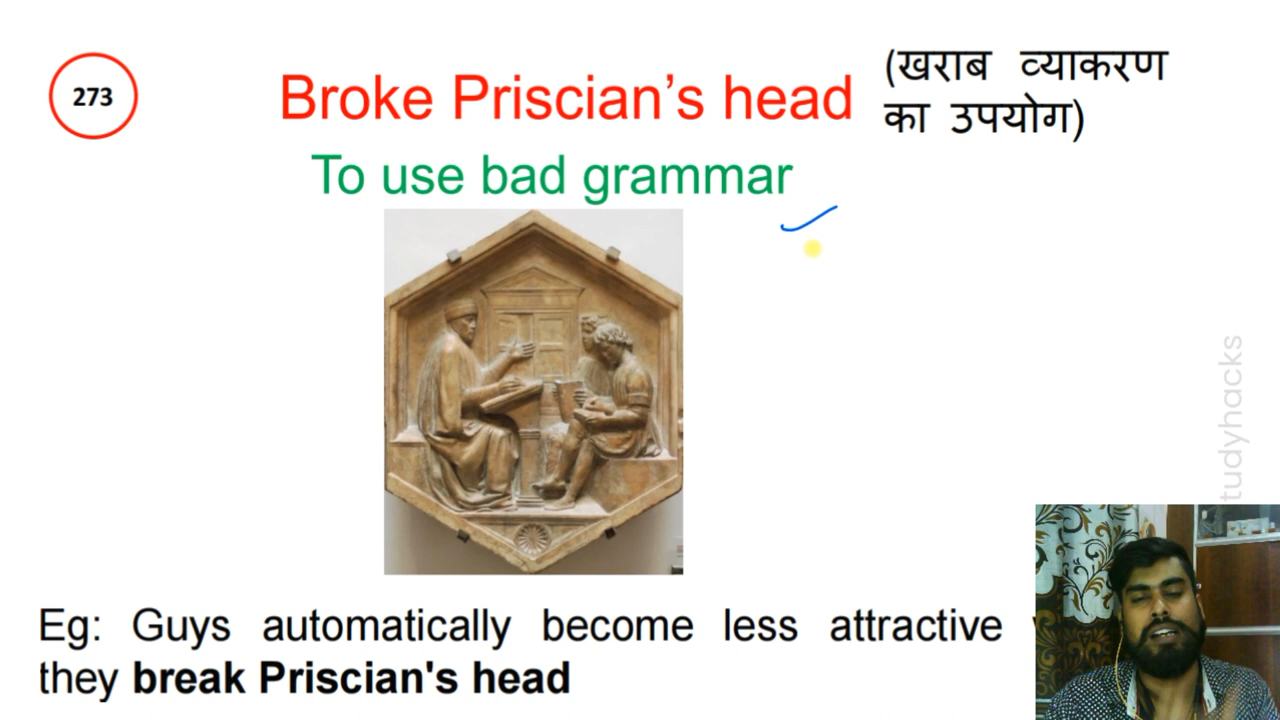 273
Broke Priscian's head
(खराब व्याकरण
का उपयोग)
To use bad grammar
tudyhacks
Eg: Guys automatically become less attractive
they break Priscian's head